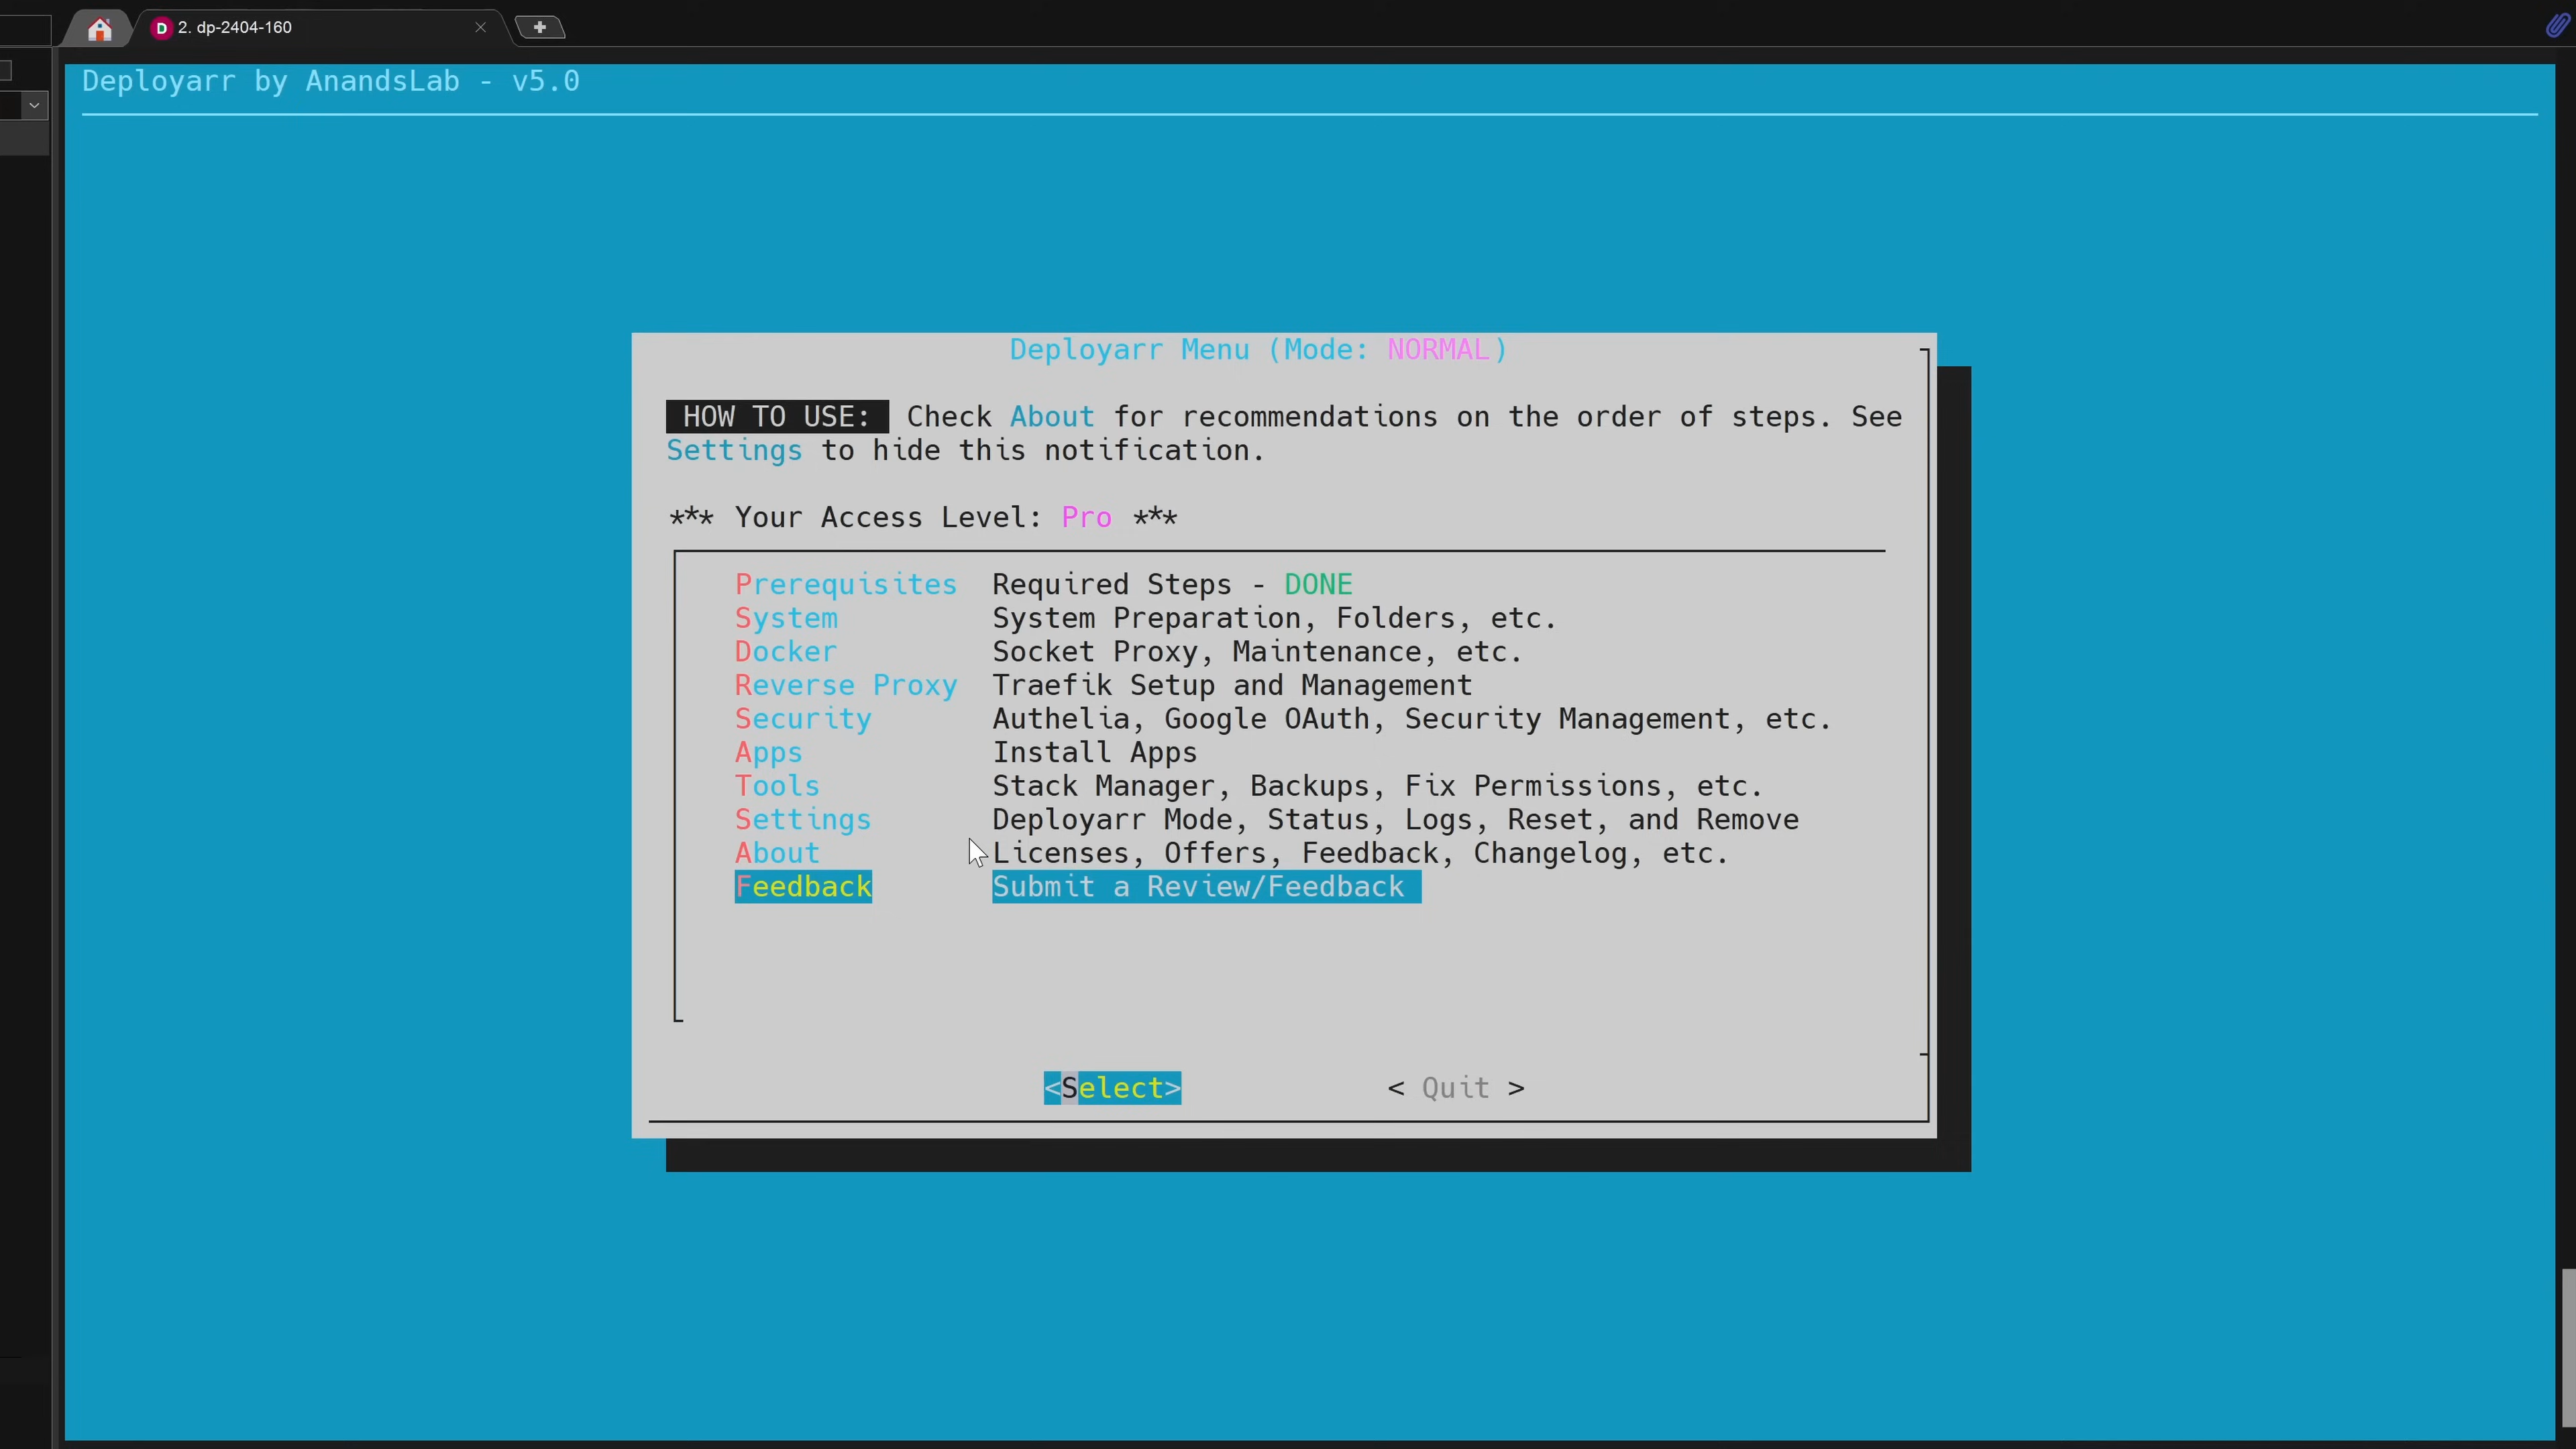 2. dp-2404-160
Deployarr by AnandsLab - v5.0
Deployarr Menu (Mode: NORMAL)
HOW TO USE: Check About for recommendations on the order of steps. See
Settings to hide this notification.
*** Your Access Level: Pro ***
Prerequisites Required Steps - DONE
System System Preparation, Folders, etc.
Docker Socket Proxy, Maintenance, etc.
Reverse Proxy Traefik Setup and Management
Security Authelia, Google OAuth, Security Management, etc.
Apps Install Apps
Tools Stack Manager, Backups, Fix Permissions, etc.
Settings Deployarr Mode, Status, Logs, Reset, and Remove
About Licenses, Offers, Feedback, Changelog, etc.
Feedback Submit a Review/Feedback
<Select> < Quit >